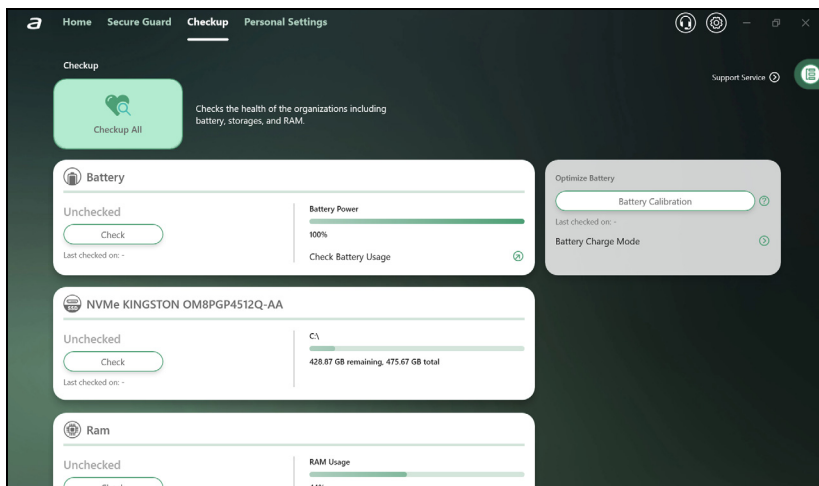 Home Secure Guard Checkup Personal Settings
Checkup
Support Service
Checkup All
Checks the health of the organizations including
battery, storages, and RAM.
Battery
Unchecked
Check
Last checked on: -
Battery Power
100%
Check Battery Usage
Optimize Battery
Battery Calibration
Last checked on: -
Battery Charge Mode
NVMe KINGSTON OM8PGP4512Q-AA
Unchecked
Check
Last checked on: -
C:\
428.87 GB remaining, 475.67 GB total
Ram
Unchecked
RAM Usage